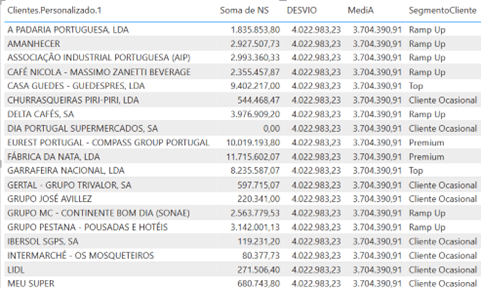 Clientes.Personalizado.1 Soma de NS DESVIO MediA SegmentoCliente
A PADARIA PORTUGUESA, LDA 1.835.853,80 4.022.983,23 3.704.390,91 Ramp Up
AMANHECER 2.927.507,73 4.022.983,23 3.704.390,91 Ramp Up
ASSOCIAÇÃO INDUSTRIAL PORTUGUESA (AIP) 2.993.360,33 4.022.983,23 3.704.390,91 Ramp Up
CAFÉ NICOLA - MASSIMO ZANETTI BEVERAGE 2.355.457,87 4.022.983,23 3.704.390,91 Ramp Up
CASA GUEDES - GUEDESPRES, LDA 9.402.217,00 4.022.983,23 3.704.390,91 Top
CHURRASQUEIRAS PIRI-PIRI, LDA 544.468,47 4.022.983,23 3.704.390,91 Cliente Ocasional
DELTA CAFÉS, SA 3.976.909,20 4.022.983,23 3.704.390,91 Ramp Up
DIA PORTUGAL SUPERMERCADOS, SA 0,00 4.022.983,23 3.704.390,91 Cliente Ocasional
EUREST PORTUGAL - COMPASS GROUP PORTUGAL 10.019.193,80 4.022.983,23 3.704.390,91 Premium
FÁBRICA DA NATA, LDA 11.715.602,07 4.022.983,23 3.704.390,91 Premium
GARRAFEIRA NACIONAL, LDA 8.235.587,07 4.022.983,23 3.704.390,91 Top
GERTAL - GRUPO TRIVALOR, SA 597.715,07 4.022.983,23 3.704.390,91 Cliente Ocasional
GRUPO JOSÉ AVILLEZ 220.341,00 4.022.983,23 3.704.390,91 Cliente Ocasional
GRUPO MC - CONTINENTE BOM DIA (SONAE) 2.563.779,53 4.022.983,23 3.704.390,91 Ramp Up
GRUPO PESTANA - POUSADAS E HOTÉIS 3.142.001,13 4.022.983,23 3.704.390,91 Ramp Up
IBERSOL SGPS, SA 119.231,20 4.022.983,23 3.704.390,91 Cliente Ocasional
INTERMARCHÉ - OS MOSQUETEIROS 80.377,73 4.022.983,23 3.704.390,91 Cliente Ocasional
LIDL 271.506,40 4.022.983,23 3.704.390,91 Cliente Ocasional
MEU SUPER 680.743,80 4.022.983,23 3.704.390,91 Cliente Ocasional